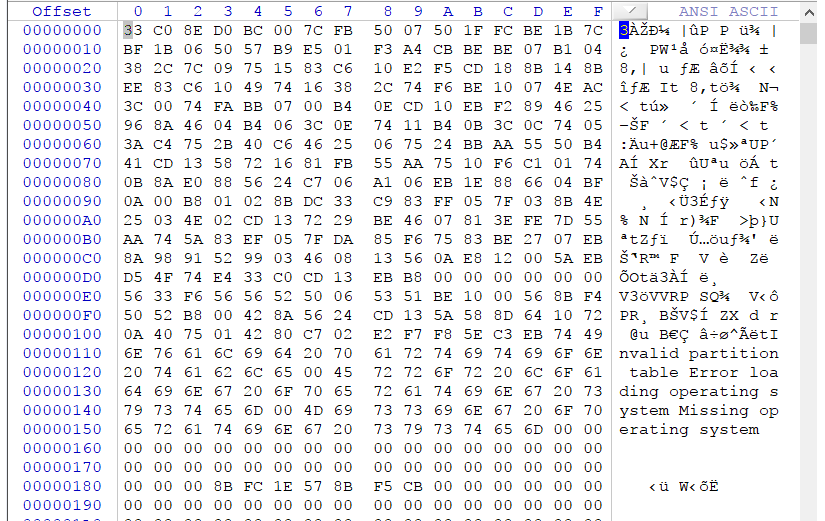 Offset 0 1 2 3 4 5 6 7 8 9 A B C D E F ANSI ASCII
00000000 33 C0 8E D0 BC 00 7C FB 50 07 50 1F FC BE 1B 7C 3ÀŽÐ¼ |ûP P ü¾ |
00000010 BF 1B 06 50 57 B9 E5 01 F3 A4 CB BE BE 07 B1 04 ¿ PW¹å ó¤Ë¾¾ ±
00000020 38 2C 7C 09 75 15 83 C6 10 E2 F5 CD 18 8B 14 8B 8,| u ƒÆ âõÍ ‹ ‹
00000030 EE 83 C6 10 49 74 16 38 2C 74 F6 BE 10 07 4E AC îƒÆ It 8,tö¾ N¬
00000040 3C 00 74 FA BB 07 00 B4 0E CD 10 EB F2 89 46 25 < tú» ´ Í ëò‰F%
00000050 96 8A 46 04 B4 06 3C 0E 74 11 B4 0B 3C 0C 74 05 –ŠF ´ < t ´ < t
00000060 3A C4 75 2B 40 C6 46 25 06 75 24 BB AA 55 50 B4 :Äu+@ÆF% u$»ªUP´
00000070 41 CD 13 58 72 16 81 FB 55 AA 75 10 F6 C1 01 74 AÍ Xr ûUªu öÁ t
00000080 0B 8A E0 88 56 24 C7 06 A1 06 EB 1E 88 66 04 BF ŠàˆV$Ç ¡ ë ˆf ¿
00000090 0A 00 B8 01 02 8B DC 33 C9 83 FF 05 7F 03 8B 4E ¸ ‹Ü3Éƒÿ ‹N
000000A0 25 03 4E 02 CD 13 72 29 BE 46 07 81 3E FE 7D 55 % N Í r)¾F >þ}U
000000B0 AA 74 5A 83 EF 05 7F DA 85 F6 75 83 BE 27 07 EB ªtZƒï Ú…öuƒ¾' ë
000000C0 8A 98 91 52 99 03 46 08 13 56 0A E8 12 00 5A EB Š˜‘R™ F V è Zë
000000D0 D5 4F 74 E4 33 C0 CD 13 EB B8 00 00 00 00 00 00 ÕOtä3ÀÍ ë¸
000000E0 56 33 F6 56 56 52 50 06 53 51 BE 10 00 56 8B F4 V3öVVRP SQ¾ V‹ô
000000F0 50 52 B8 00 42 8A 56 24 CD 13 5A 58 8D 64 10 72 PR¸ BŠV$Í ZX d r
00000100 0A 40 75 01 42 80 C7 02 E2 F7 F8 5E C3 EB 74 49 @u B€Ç â÷ø^ÃëtI
00000110 6E 76 61 6C 69 64 20 70 61 72 74 69 74 69 6F 6E nvalid partition
00000120 20 74 61 62 6C 65 00 45 72 72 6F 72 20 6C 6F 61 table Error loa
00000130 64 69 6E 67 20 6F 70 65 72 61 74 69 6E 67 20 73 ding operating s
00000140 79 73 74 65 6D 00 4D 69 73 73 69 6E 67 20 6F 70 ystem Missing op
00000150 65 72 61 74 69 6E 67 20 73 79 73 74 65 6D 00 00 erating system
00000160 00 00 00 00 00 00 00 00 00 00 00 00 00 00 00 00
00000170 00 00 00 00 00 00 00 00 00 00 00 00 00 00 00 00
00000180 00 00 00 8B FC 1E 57 8B F5 CB 00 00 00 00 00 00 ‹ü W‹õË
00000190 00 00 00 00 00 00 00 00 00 00 00 00 00 00 00 00